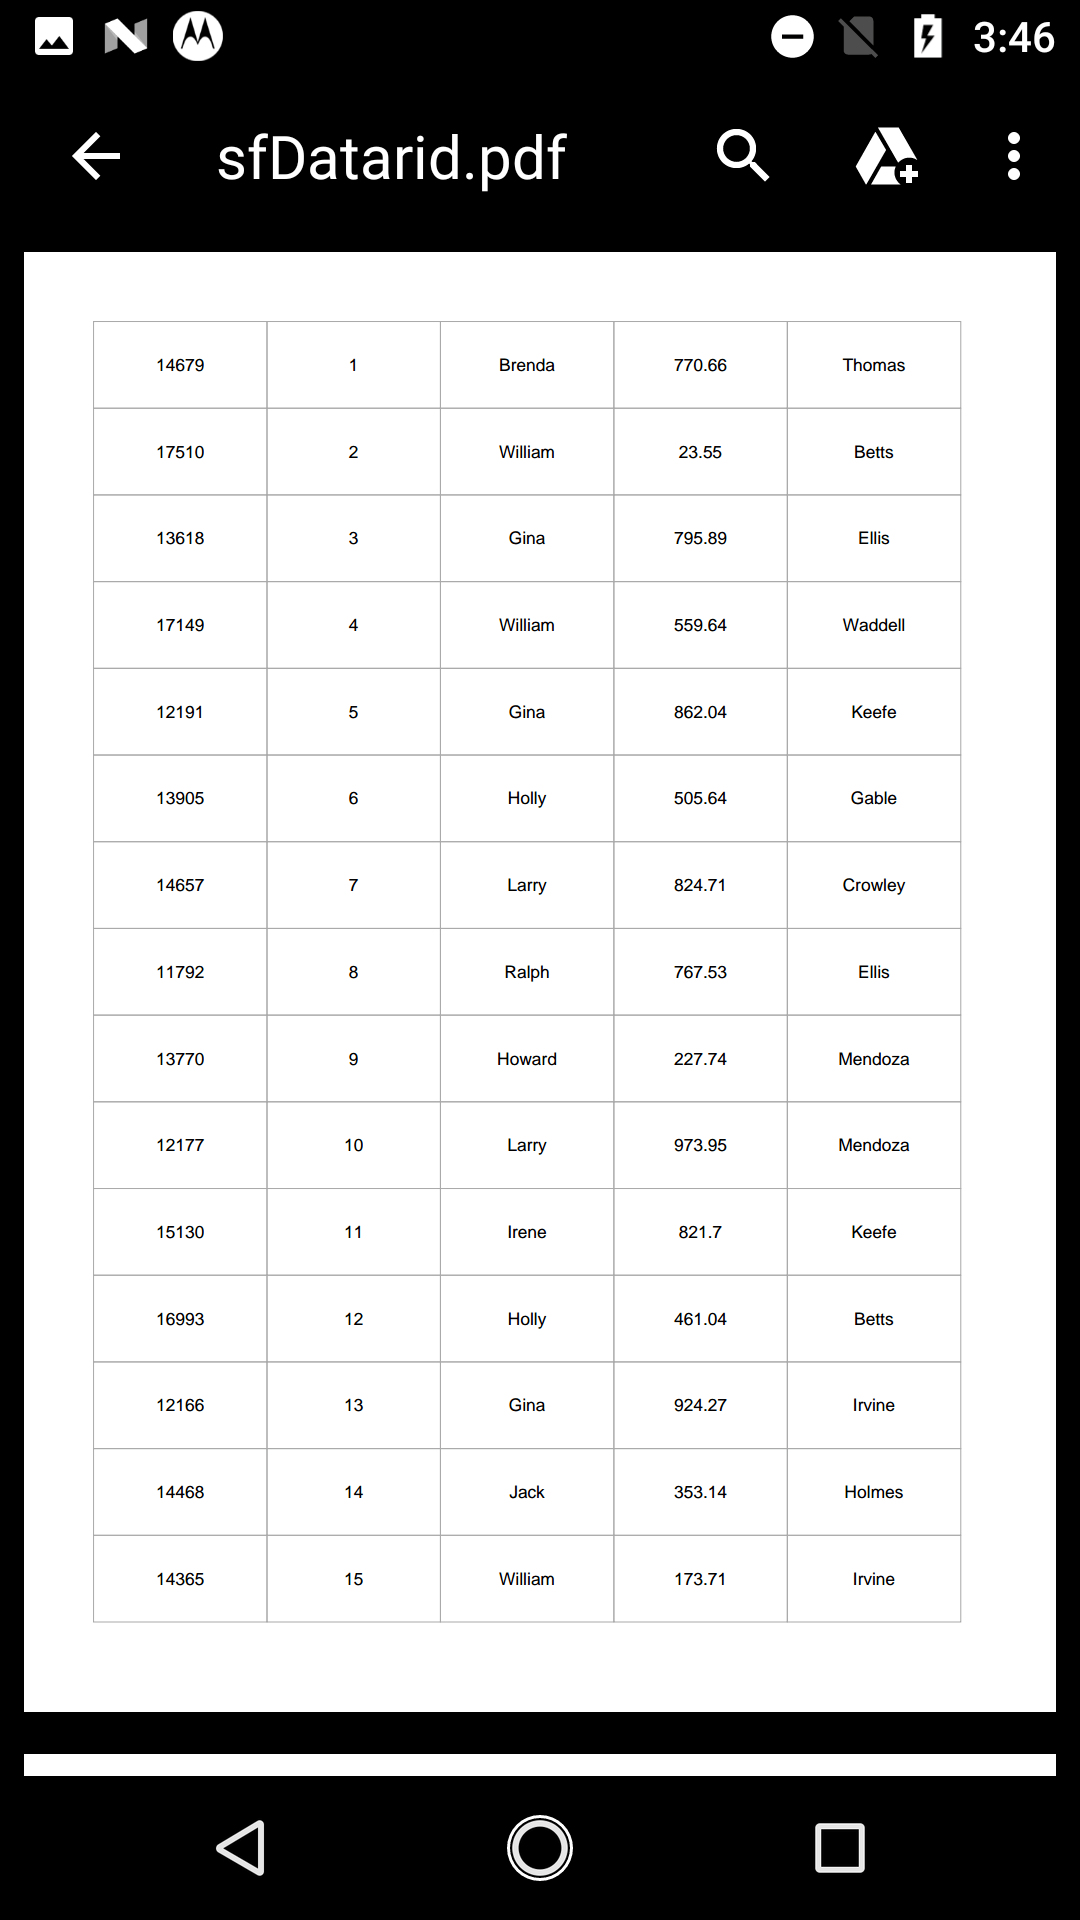 3:46
sfDatarid.pdf
14679 1 Brenda 770.66 Thomas
17510 2 William 23.55 Betts
13618 3 Gina 795.89 Ellis
17149 4 William 559.64 Waddell
12191 5 Gina 862.04 Keefe
13905 6 Holly 505.64 Gable
14657 7 Larry 824.71 Crowley
11792 8 Ralph 767.53 Ellis
13770 9 Howard 227.74 Mendoza
12177 10 Larry 973.95 Mendoza
15130 11 Irene 821.7 Keefe
16993 12 Holly 461.04 Betts
12166 13 Gina 924.27 Irvine
14468 14 Jack 353.14 Holmes
14365 15 William 173.71 Irvine